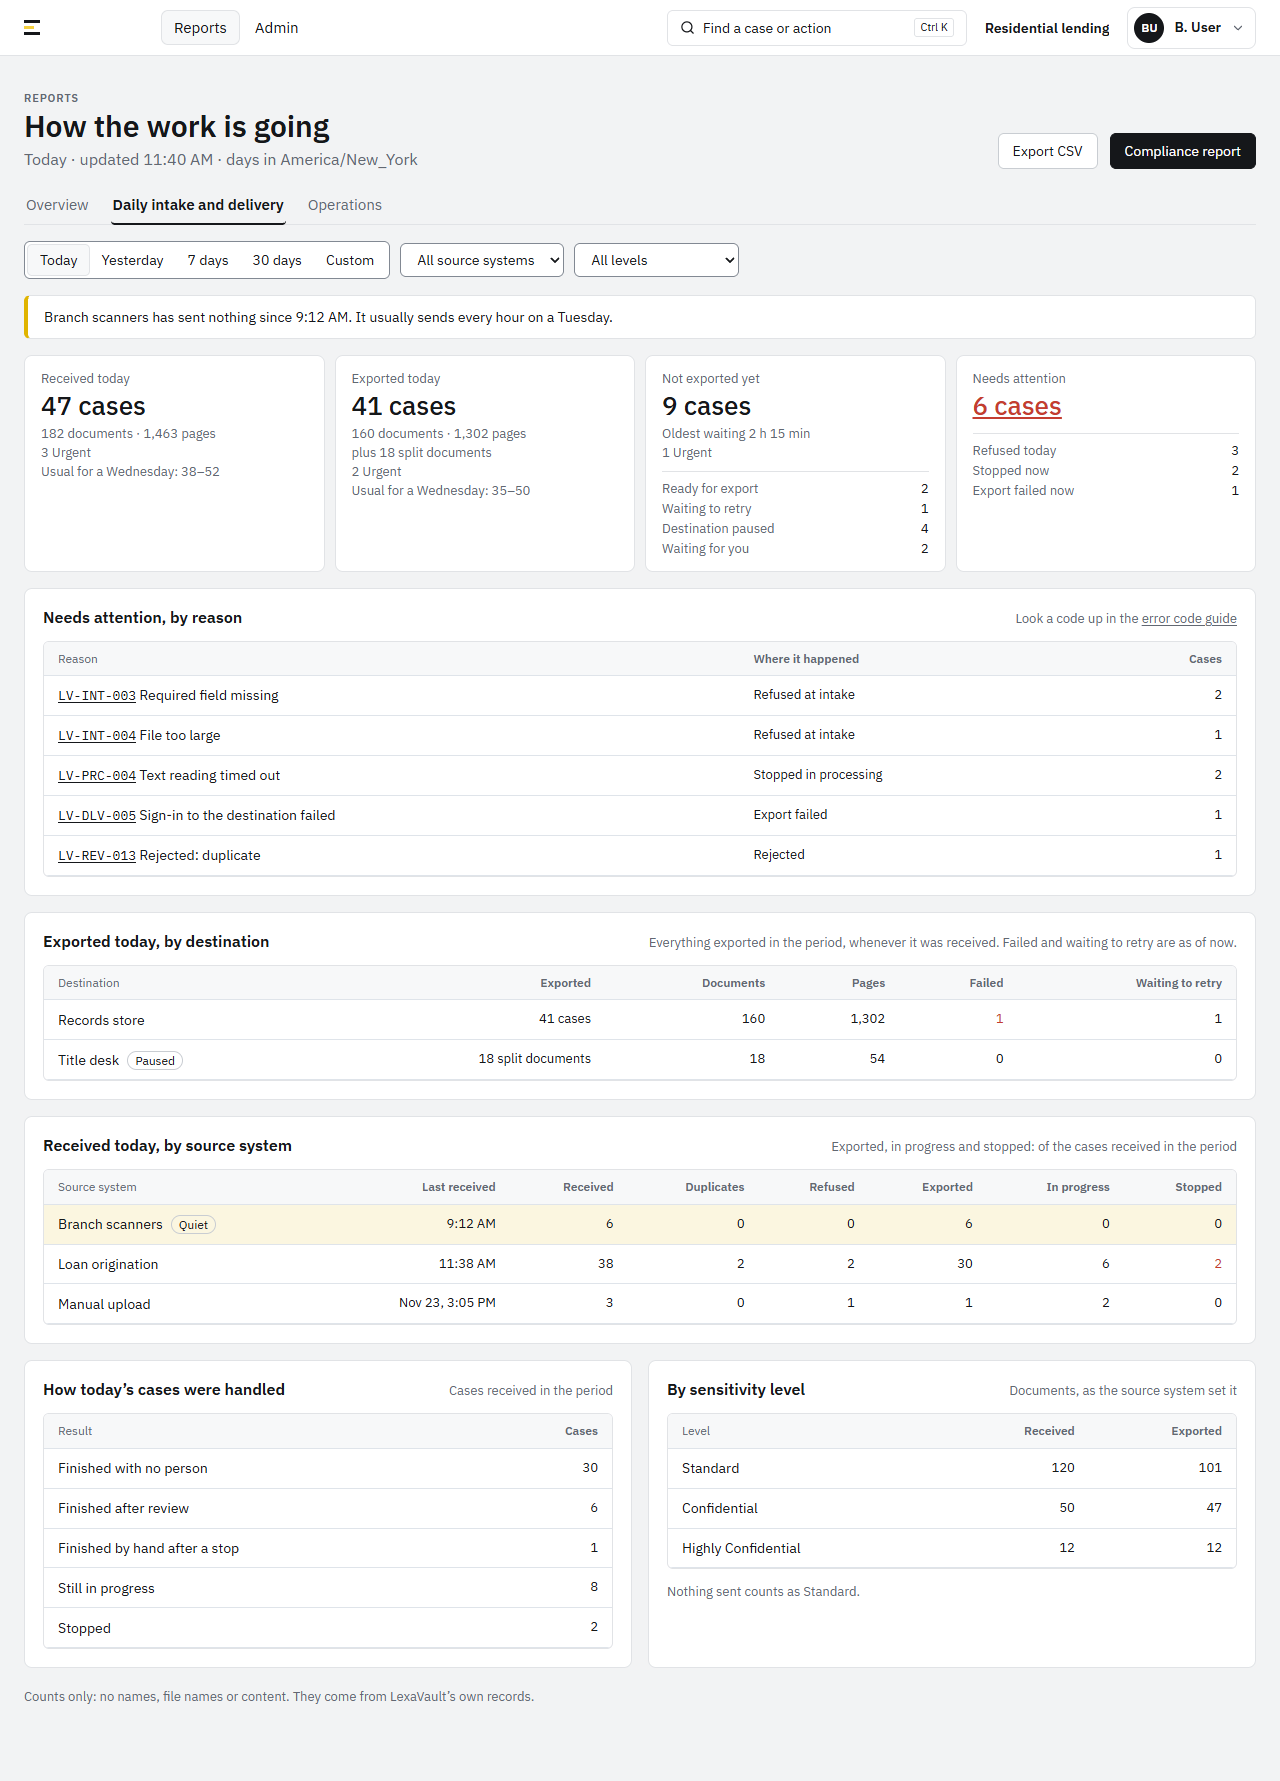 Reports
Admin
Find a case or action
Ctrl K
Residential lending
BU
B. User
REPORTS
How the work is going
Today · updated 11:40 AM · days in America/New_York
Export CSV
Compliance report
Overview
Daily intake and delivery
Operations
Today
Yesterday
7 days
30 days
Custom
All source systems
All levels
Branch scanners has sent nothing since 9:12 AM. It usually sends every hour on a Tuesday.
Received today
47 cases
182 documents · 1,463 pages
3 Urgent
Usual for a Wednesday: 38–52
Exported today
41 cases
160 documents · 1,302 pages
plus 18 split documents
2 Urgent
Usual for a Wednesday: 35–50
Not exported yet
9 cases
Oldest waiting 2 h 15 min
1 Urgent
Ready for export 2
Waiting to retry 1
Destination paused 4
Waiting for you 2
Needs attention
6 cases
Refused today 3
Stopped now 2
Export failed now 1
Needs attention, by reason
Look a code up in the error code guide
Reason Where it happened Cases
LV-INT-003 Required field missing Refused at intake 2
LV-INT-004 File too large Refused at intake 1
LV-PRC-004 Text reading timed out Stopped in processing 2
LV-DLV-005 Sign-in to the destination failed Export failed 1
LV-REV-013 Rejected: duplicate Rejected 1
Exported today, by destination
Everything exported in the period, whenever it was received. Failed and waiting to retry are as of now.
Destination Exported Documents Pages Failed Waiting to retry
Records store 41 cases 160 1,302 1 1
Title desk Paused 18 split documents 18 54 0 0
Received today, by source system
Exported, in progress and stopped: of the cases received in the period
Source system Last received Received Duplicates Refused Exported In progress Stopped
Branch scanners Quiet 9:12 AM 6 0 0 6 0 0
Loan origination 11:38 AM 38 2 2 30 6 2
Manual upload Nov 23, 3:05 PM 3 0 1 1 2 0
How today’s cases were handled
Cases received in the period
Result Cases
Finished with no person 30
Finished after review 6
Finished by hand after a stop 1
Still in progress 8
Stopped 2
By sensitivity level
Documents, as the source system set it
Level Received Exported
Standard 120 101
Confidential 50 47
Highly Confidential 12 12
Nothing sent counts as Standard.
Counts only: no names, file names or content. They come from LexaVault’s own records.